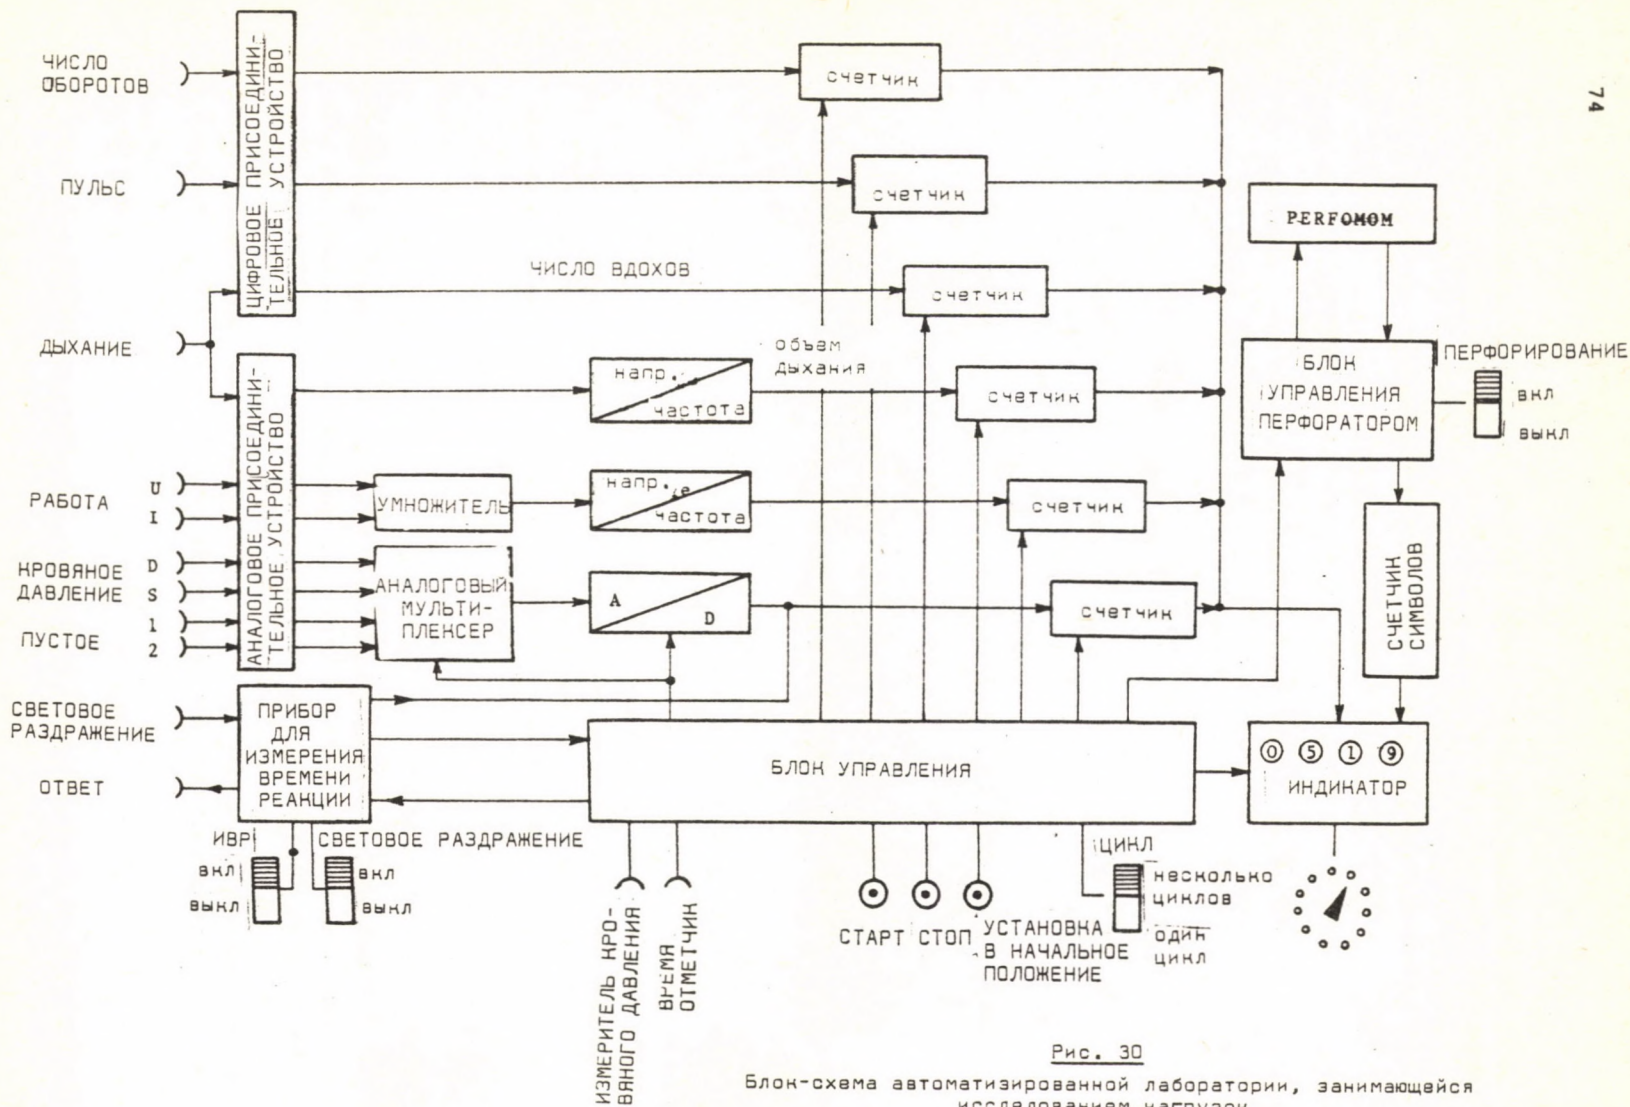 74
ЧИСЛО
ОБОРОТОВ
ПУЛЬС
ДЫХАНИЕ
РАБОТА
U
I
КРОВЯНОЕ
ДАВЛЕНИЕ
D
S
ПУСТОЕ
1
2
СВЕТОВОЕ
РАЗДРАЖЕНИЕ
ОТВЕТ
ЦИФРОВОЕ ПРИСОЕДИНИ-
ТЕЛЬНОЕ УСТРОЙСТВО
АНАЛОГОВОЕ ПРИСОЕДИНИ-
ТЕЛЬНОЕ УСТРОЙСТВО
ПРИБОР
ДЛЯ
ИЗМЕРЕНИЯ
ВРЕМЕНИ
РЕАКЦИИ
ИВР
вкл
выкл
СВЕТОВОЕ РАЗДРАЖЕНИЕ
вкл
выкл
УМНОЖИТЕЛЬ
АНАЛОГОВЫЙ
МУЛЬТИ-
ПЛЕКСЕР
ЧИСЛО ВДОХОВ
напр.
частота
объем
дыхания
напр.
частота
A
D
счетчик
счетчик
счетчик
счетчик
счетчик
счетчик
PERFOMOM
БЛОК
УПРАВЛЕНИЯ
ПЕРФОРАТОРОМ
ПЕРФОРИРОВАНИЕ
вкл
выкл
СЧЕТЧИК
СИМВОЛОВ
БЛОК УПРАВЛЕНИЯ
0 5 1 9
ИНДИКАТОР
ИЗМЕРИТЕЛЬ КРО-
ВЯНОГО ДАВЛЕНИЯ
ВРЕМЯ
ОТМЕТЧИК
СТАРТ
СТОП
УСТАНОВКА
В НАЧАЛЬНОЕ
ПОЛОЖЕНИЕ
ЦИКЛ
несколько
циклов
один
цикл
Рис. 30
Блок-схема автоматизированной лаборатории, занимающейся
исследованием нагрузок